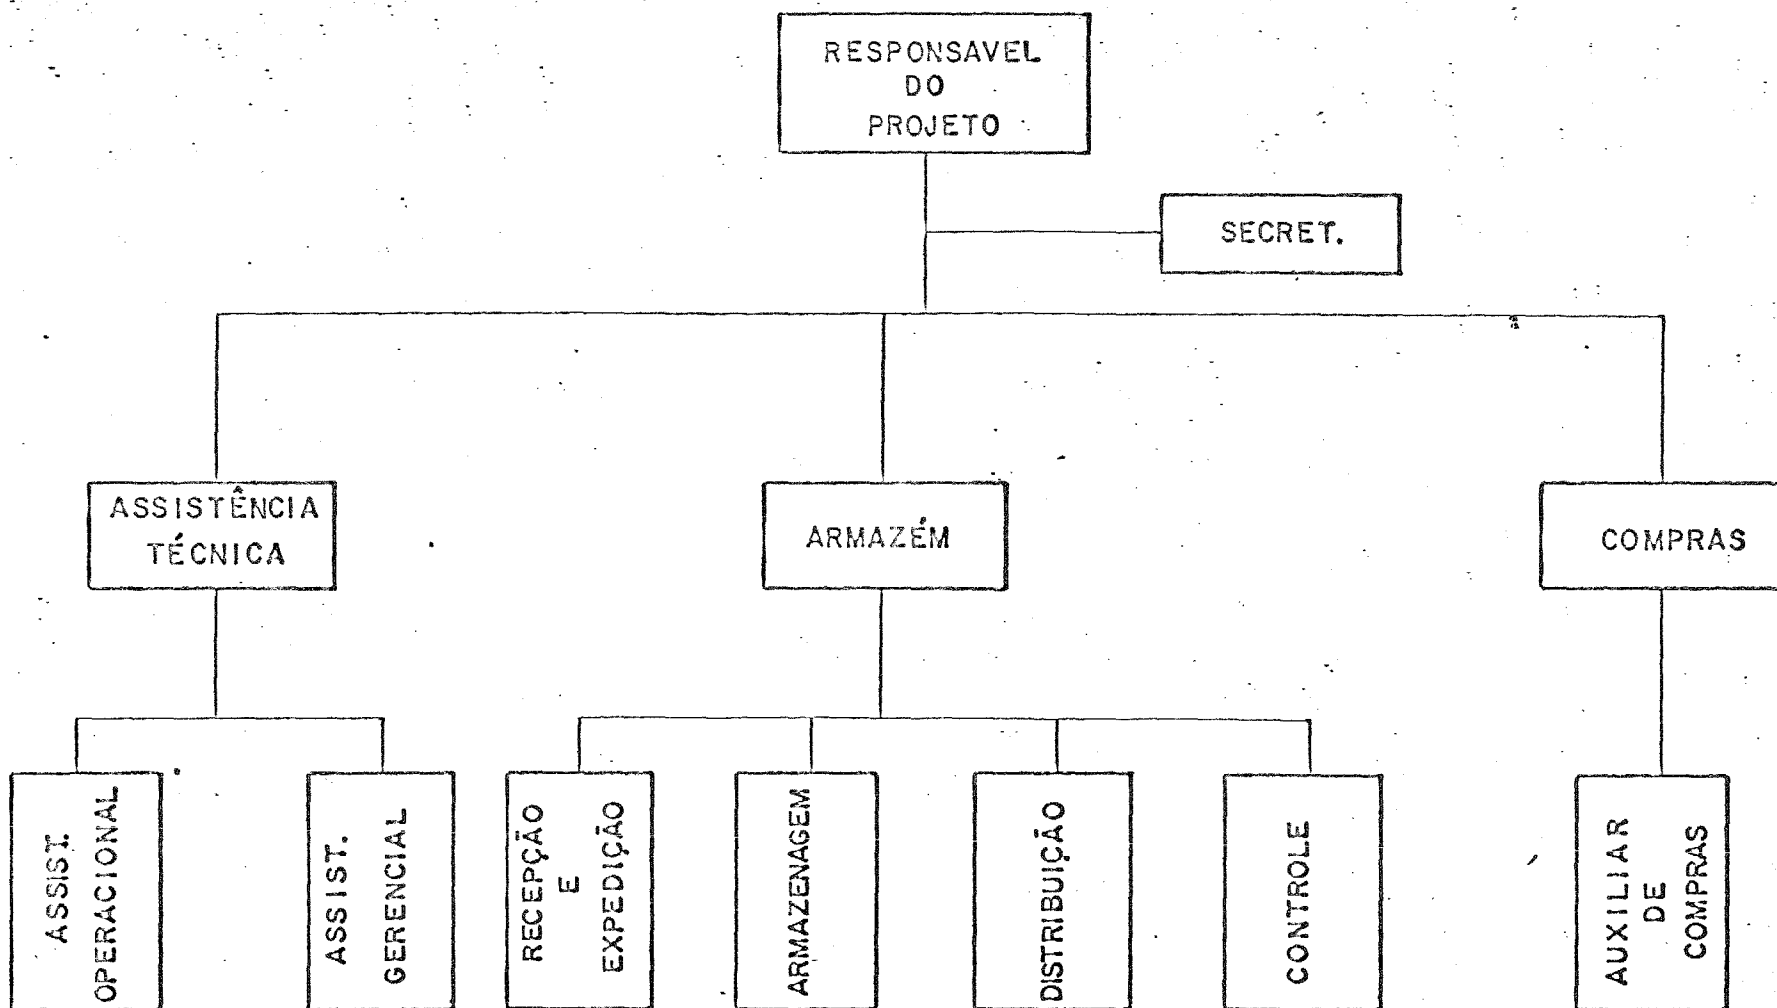 RESPONSAVEL
DO
PROJETO
SECRET.
ASSISTÊNCIA
TÉCNICA
ARMAZÉM
COMPRAS
ASSIST.
OPERACIONAL
ASSIST.
GERENCIAL
RECEPÇÃO
E
EXPEDIÇÃO
ARMAZENAGEM
DISTRIBUIÇÃO
CONTROLE
AUXILIAR
DE
COMPRAS